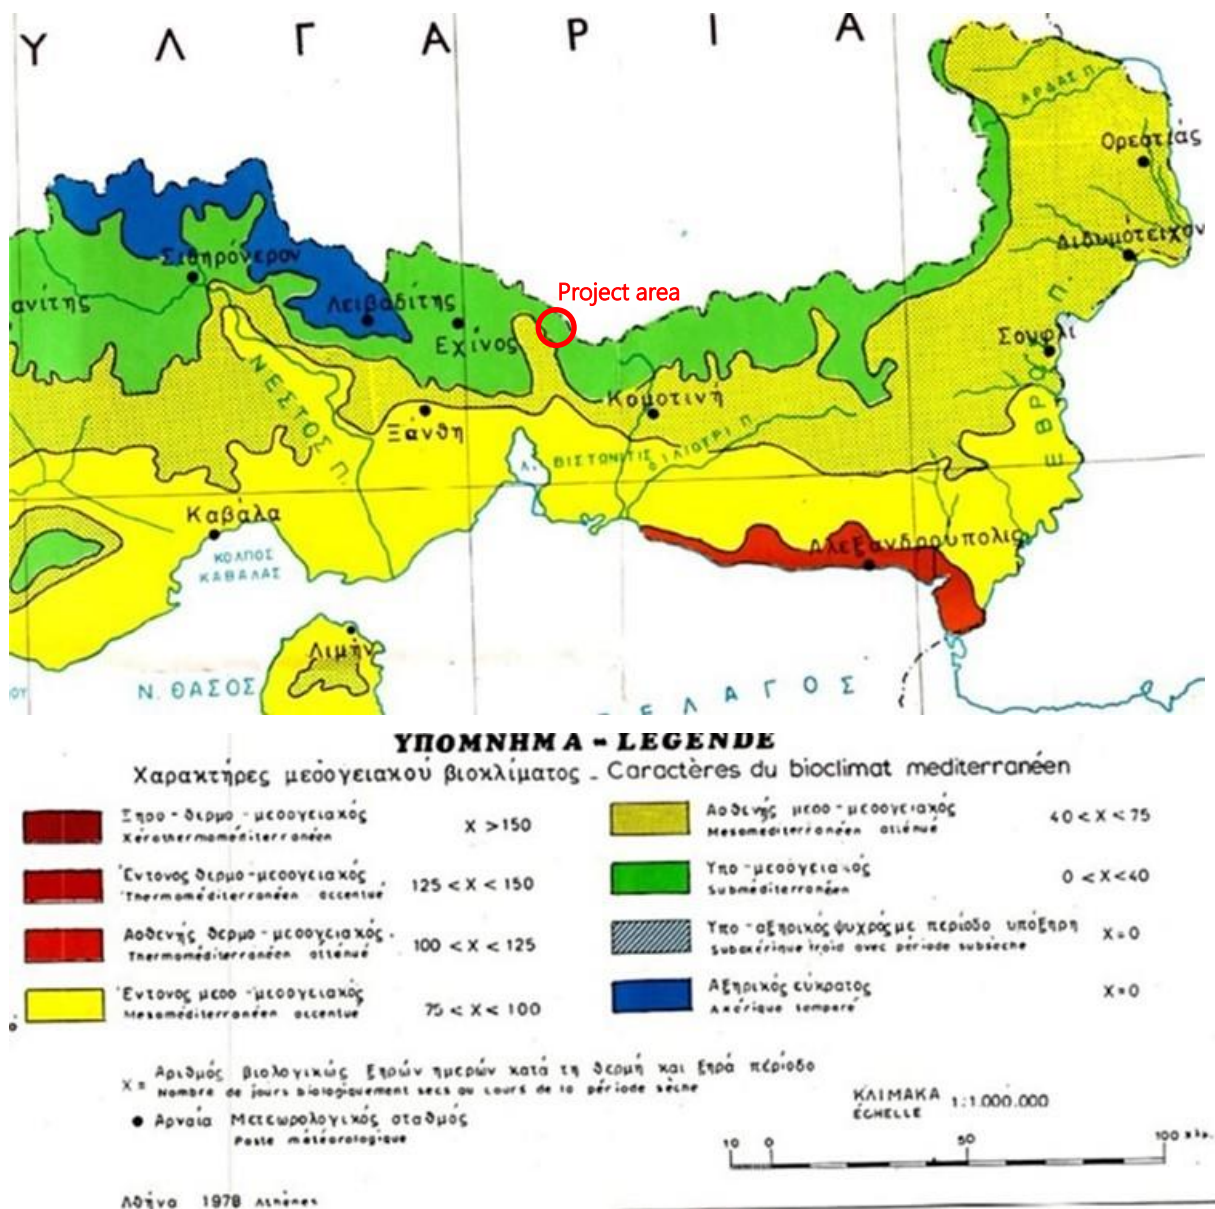 Υ Λ Γ Α Ρ Ι Α
ΑΡΔΑΣ Π.
Ορεστιάς
Διδυμότειχον
Σιδηρόνερον
Project area
Λειβαδίτης
ανίτης
Εχίνος
Σουφλί
ΝΕΣΤΟΣ Π.
Κομοτινή
ΕΒΡΟΣ Π.
Ξάνθη
Λ. ΒΙΣΤΩΝΙΤΙΣ
Καβάλα
ΚΟΛΠΟΣ
ΚΑΒΑΛΑΣ
Αλεξανδρούπολις
Λιμήν
Ν. ΘΑΣΟΣ
ΟΥ
ΕΛΑΓΟΣ
ΥΠΟΜΝΗΜΑ - LEGENDE
Χαρακτήρες μεσογειακού βιοκλίματος - Caractères du bioclimat mediterranéen
Ξηρο-θερμο-μεσογειακός
Xérothermoméditerranéen
X > 150
Έντονος θερμο-μεσογειακός
Thermoméditerranéen accentué
125 < X < 150
Ασθενής θερμο-μεσογειακός.
Thermoméditerranéen atténué
100 < X < 125
Έντονος μεσο-μεσογειακός
Mesoméditerranéen accentué
75 < X < 100
Ασθενής μεσο-μεσογειακός
Mesoméditerranéen atténué
40 < X < 75
Υπο-μεσογειακός
Subméditerranéen
0 < X < 40
Υπο-αξηρικός ψυχρός με περίοδο υπόξηρη
Subaxérique froid avec période subsèche
X = 0
Αξηρικός εύκρατος
Axérique tempéré
X = 0
X = Αριθμός βιολογικώς ξηρών ημερών κατά τη θερμή και ξηρά περίοδο
Nombre de jours biologiquement secs au cours de la période sèche
Αρναία Μετεωρολογικός σταθμός
Poste météorologique
ΚΛΙΜΑΚΑ
ÉCHELLE
1:1.000.000
10 0 50 100 χλμ.
Αθήνα 1978 Athènes